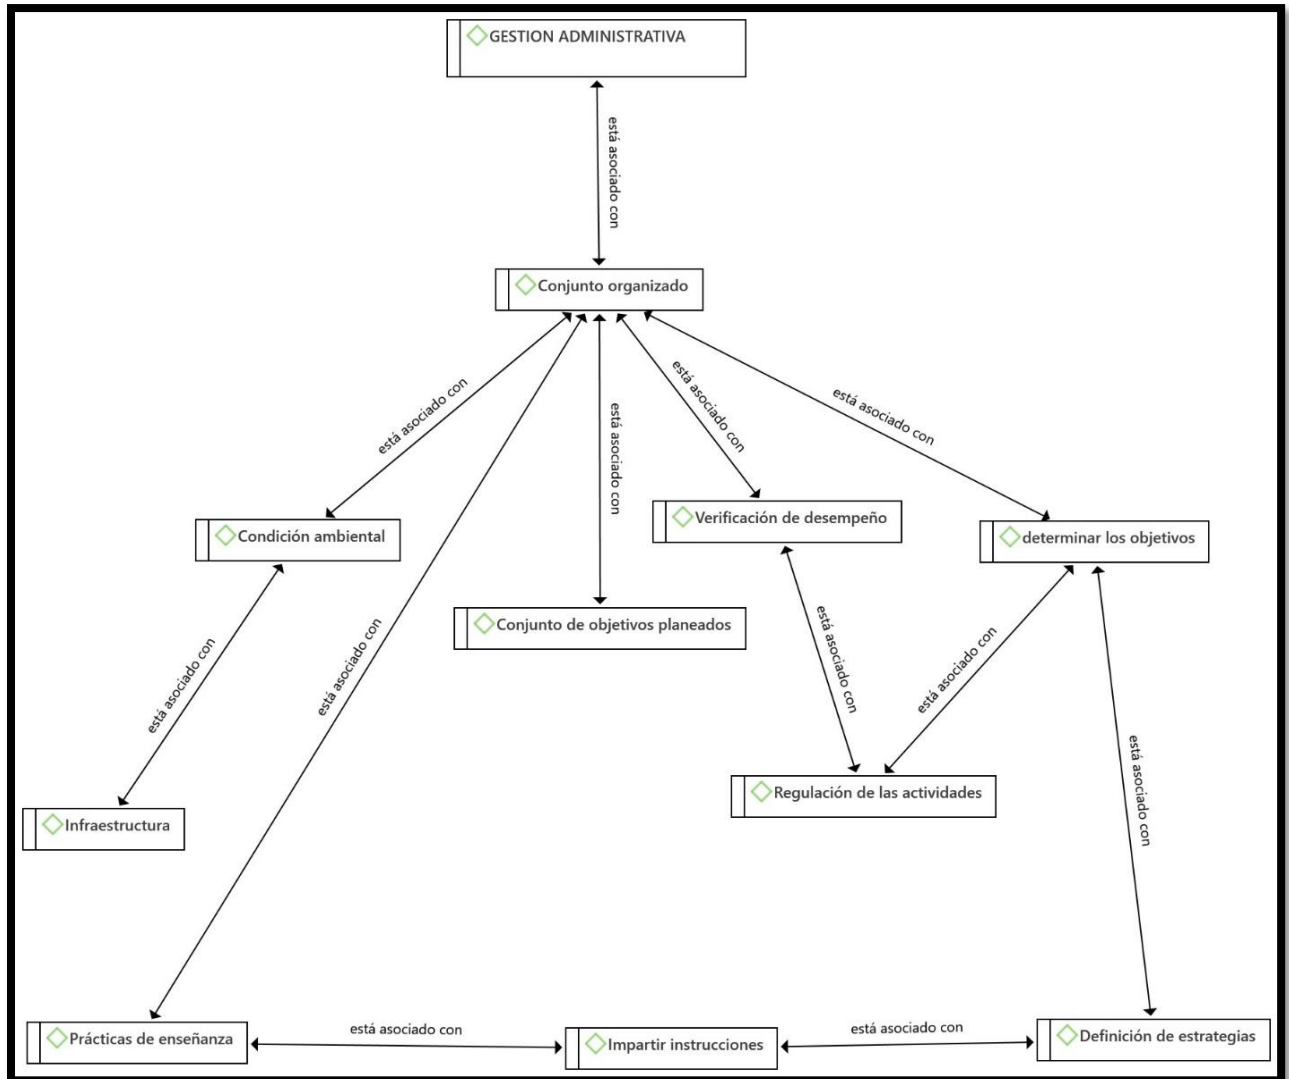 GESTION ADMINISTRATIVA
está asociado con
Conjunto organizado
está asociado con
está asociado con
está asociado con
está asociado con
está asociado con
Condición ambiental
Verificación de desempeño
determinar los objetivos
Conjunto de objetivos planeados
está asociado con
está asociado con
está asociado con
está asociado con
Infraestructura
Regulación de las actividades
Prácticas de enseñanza
está asociado con
Impartir instrucciones
está asociado con
Definición de estrategias